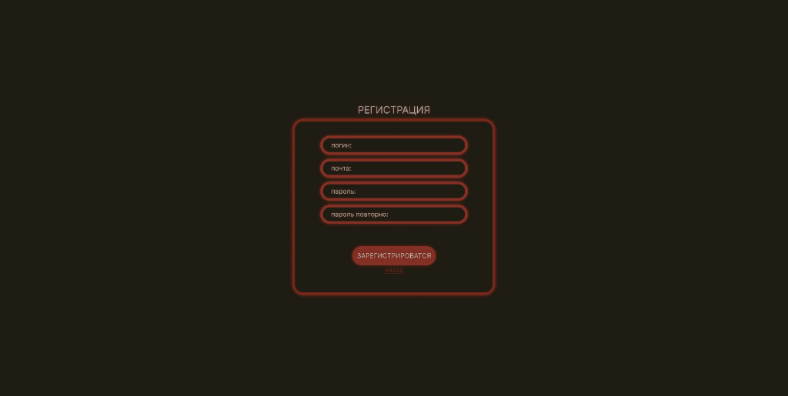 РЕГИСТРАЦИЯ
логин:
почта:
пароль:
пароль повторно:
ЗАРЕГИСТРИРОВАТСЯ